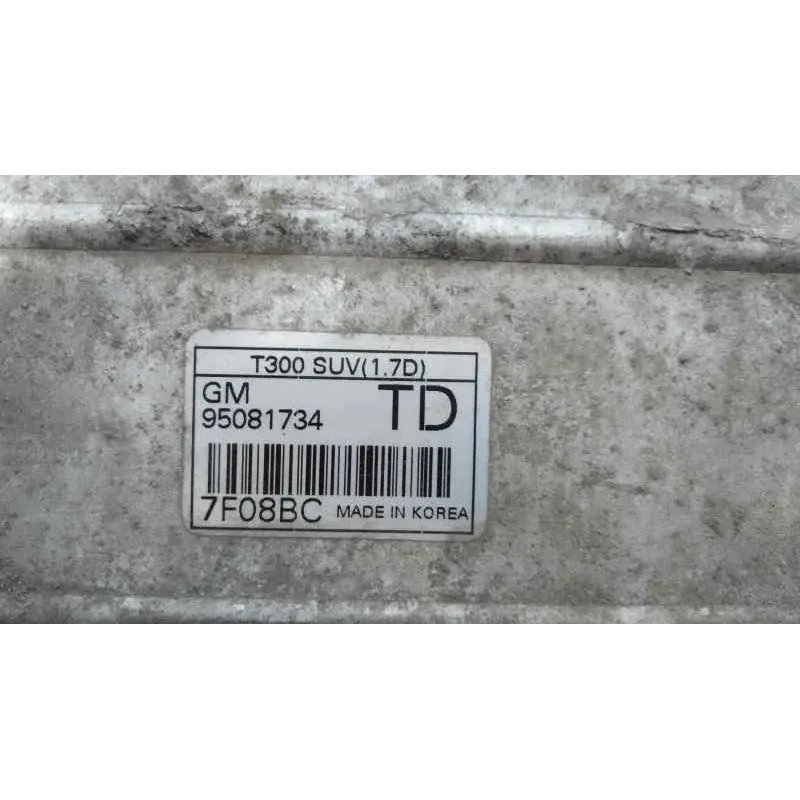 T300 SUV(1.7D)
GM
95081734
TD
7F08BC MADE IN KOREA